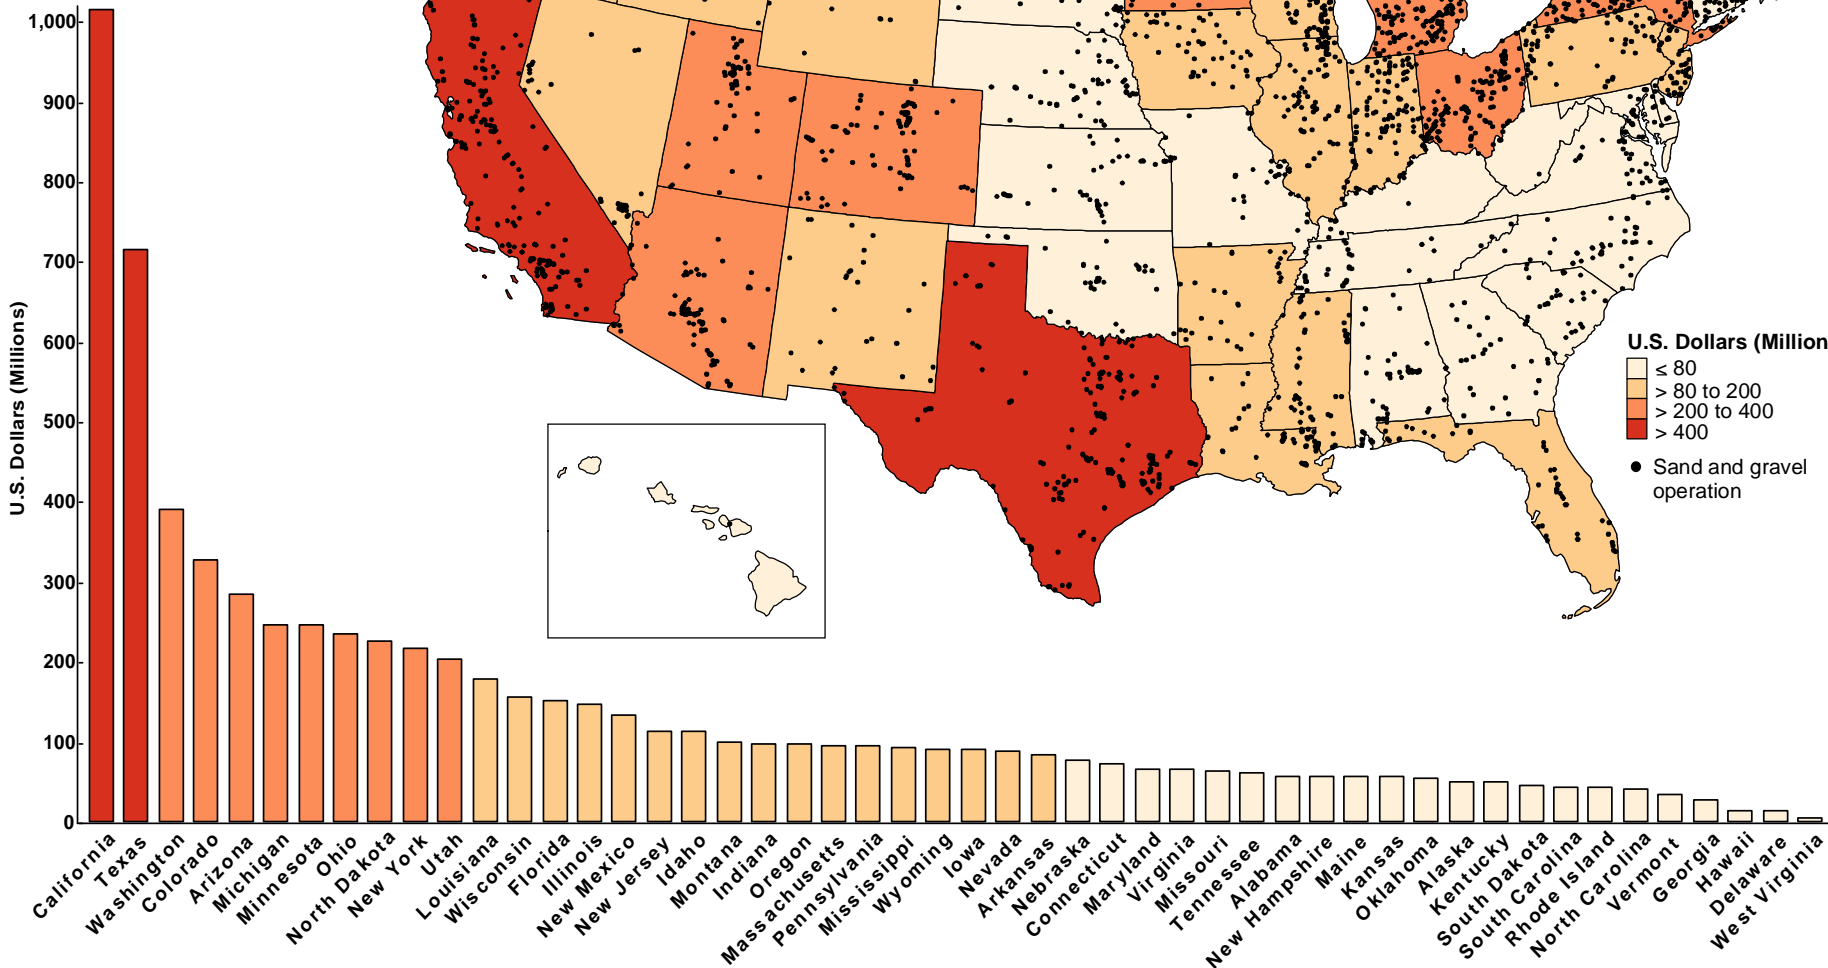 1,000
900
800
700
600
500
400
300
200
100
0
U.S. Dollars (Millions)
U.S. Dollars (Million
≤ 80
> 80 to 200
> 200 to 400
> 400
Sand and gravel
operation
California
Texas
Washington
Colorado
Arizona
Michigan
Minnesota
Ohio
North Dakota
New York
Utah
Louisiana
Wisconsin
Florida
Illinois
New Mexico
New Jersey
Idaho
Montana
Indiana
Oregon
Massachusetts
Pennsylvania
Mississippi
Wyoming
Iowa
Nevada
Arkansas
Nebraska
Connecticut
Maryland
Virginia
Missouri
Tennessee
Alabama
New Hampshire
Maine
Kansas
Oklahoma
Alaska
Kentucky
South Dakota
South Carolina
Rhode Island
North Carolina
Vermont
Georgia
Hawaii
Delaware
West Virginia